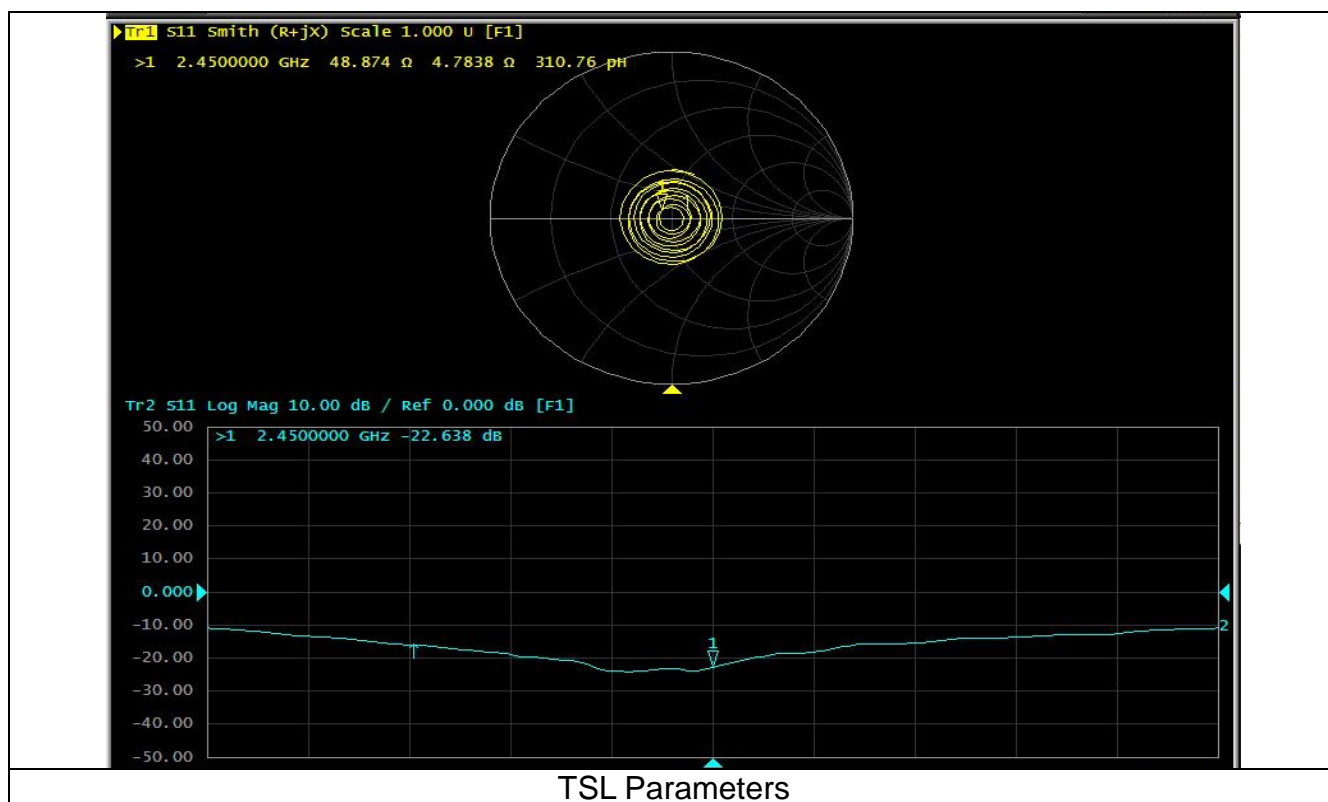 Tr1 S11 Smith (R+jX) Scale 1.000 U [F1]
>1 2.4500000 GHz 48.874 Ω 4.7838 Ω 310.76 pH
1
Tr2 S11 Log Mag 10.00 dB / Ref 0.000 dB [F1]
50.00
>1 2.4500000 GHz -22.638 dB
40.00
30.00
20.00
10.00
0.000
-10.00
2
1
-20.00
-30.00
-40.00
-50.00
TSL Parameters